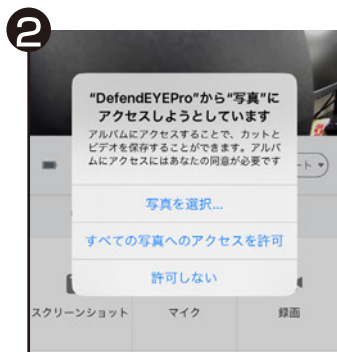 2
“DefendEYEPro”から“写真”に
アクセスしようとしています
アルバムにアクセスすることで、カットと
ビデオを保存することができます。アルバ
ムにアクセスにはあなたの同意が必要です
ート
写真を選択...
すべての写真へのアクセスを許可
許可しない
スクリーンショット
マイク
録画